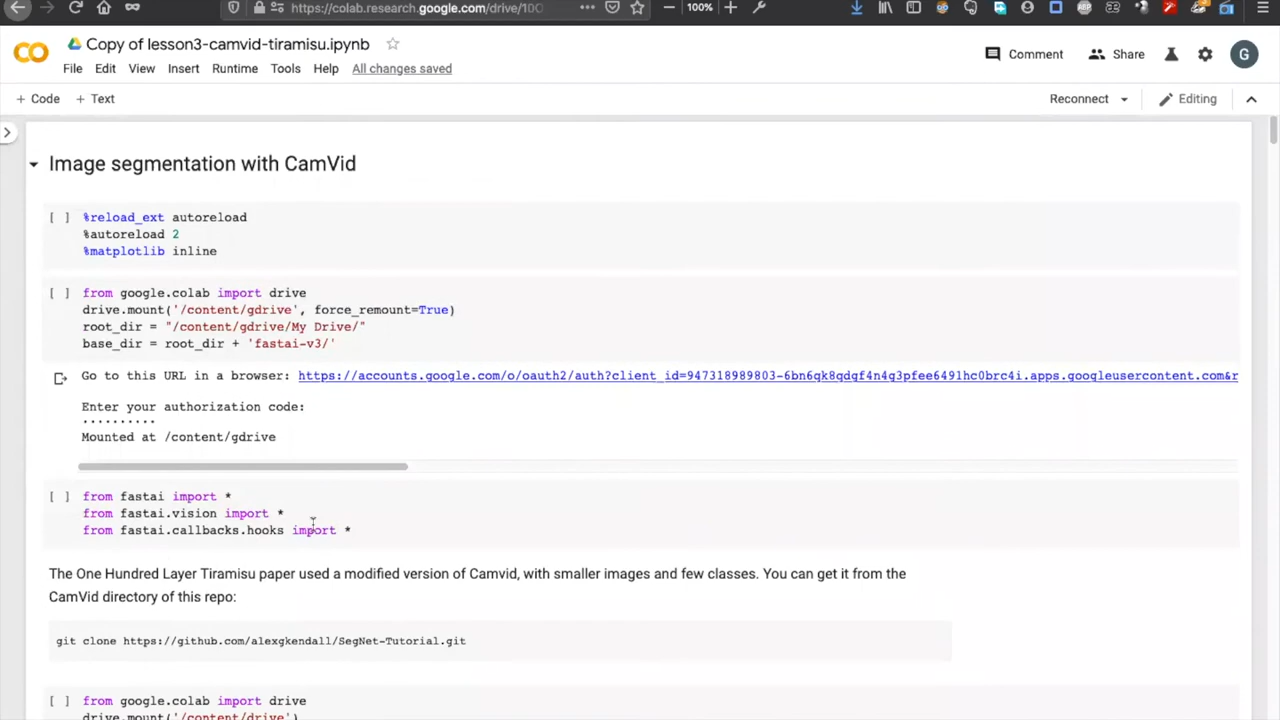 https://colab.research.google.com/drive/100
100%
Copy of lesson3-camvid-tiramisu.ipynb
Comment
Share
G
File Edit View Insert Runtime Tools Help All changes saved
+ Code + Text
Reconnect
Editing
Image segmentation with CamVid
[ ] %reload_ext autoreload
%autoreload 2
%matplotlib inline
[ ] from google.colab import drive
drive.mount('/content/gdrive', force_remount=True)
root_dir = "/content/gdrive/My Drive/"
base_dir = root_dir + 'fastai-v3/'
Go to this URL in a browser: https://accounts.google.com/o/oauth2/auth?client_id=947318989803-6bn6qk8qdgf4n4g3pfee6491hc0brc4i.apps.googleusercontent.com&r
Enter your authorization code:
··········
Mounted at /content/gdrive
[ ] from fastai import *
from fastai.vision import *
from fastai.callbacks.hooks import *
The One Hundred Layer Tiramisu paper used a modified version of Camvid, with smaller images and few classes. You can get it from the
CamVid directory of this repo:
git clone https://github.com/alexgkendall/SegNet-Tutorial.git
[ ] from google.colab import drive
drive.mount('/content/drive')